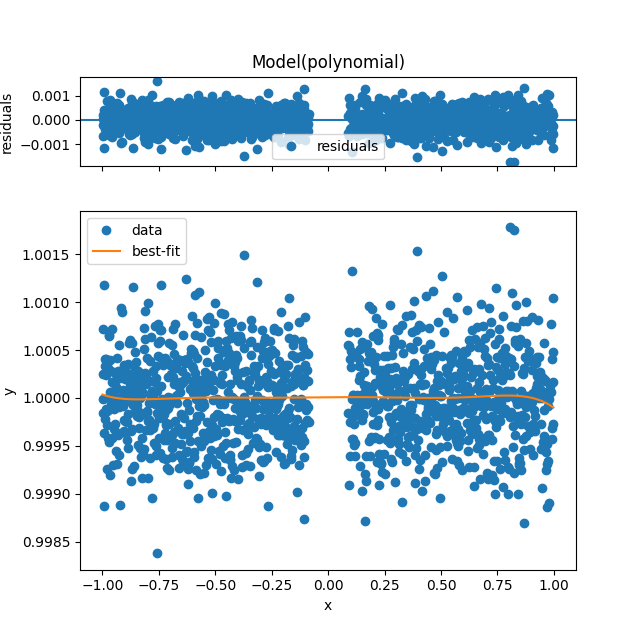 Model(polynomial)
residuals
0.001
0.000
−0.001
residuals
data
best-fit
y
1.0015
1.0010
1.0005
1.0000
0.9995
0.9990
0.9985
−1.00 −0.75 −0.50 −0.25 0.00 0.25 0.50 0.75 1.00
x